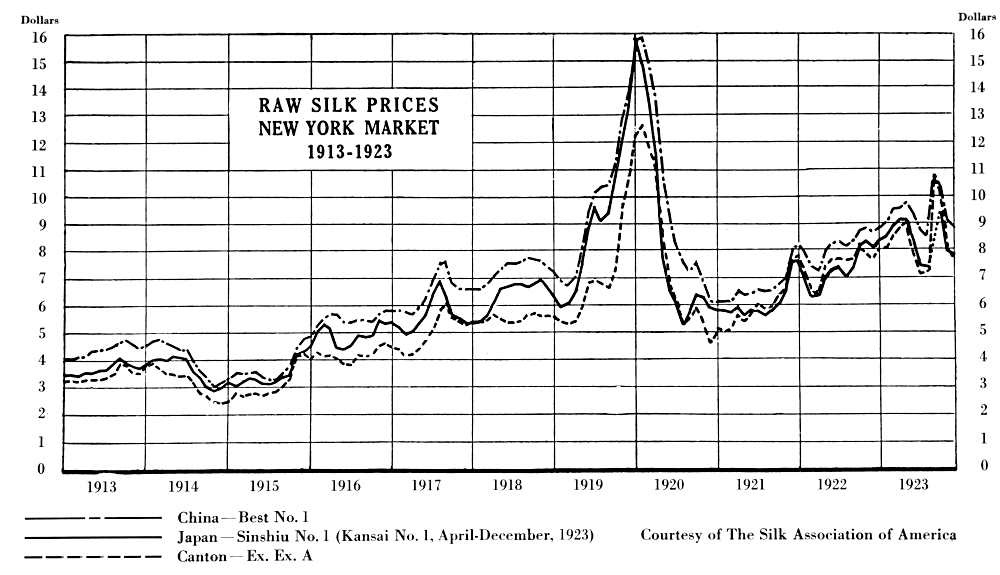 Dollars Dollars
RAW SILK PRICES
NEW YORK MARKET
1913-1923
16 16
15 15
14 14
13 13
12 12
11 11
10 10
9 9
8 8
7 7
6 6
5 5
4 4
3 3
2 2
1 1
0 0
1913 1914 1915 1916 1917 1918 1919 1920 1921 1922 1923
China—Best No. 1
Japan—Sinshiu No. 1 (Kansai No. 1, April-December, 1923) Courtesy of The Silk Association of America
Canton—Ex. Ex. A